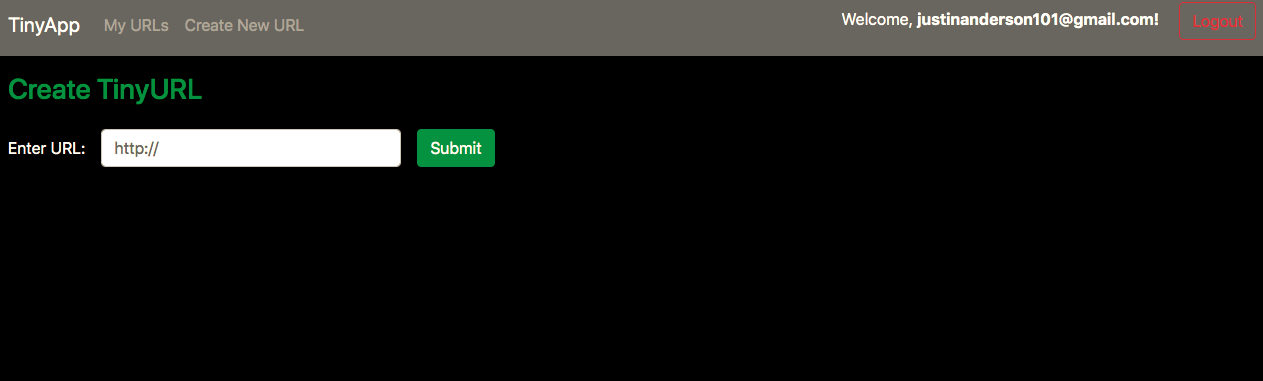 TinyApp My URLs Create New URL Welcome, justinanderson101@gmail.com! Logout
Create TinyURL
Enter URL: http:// Submit